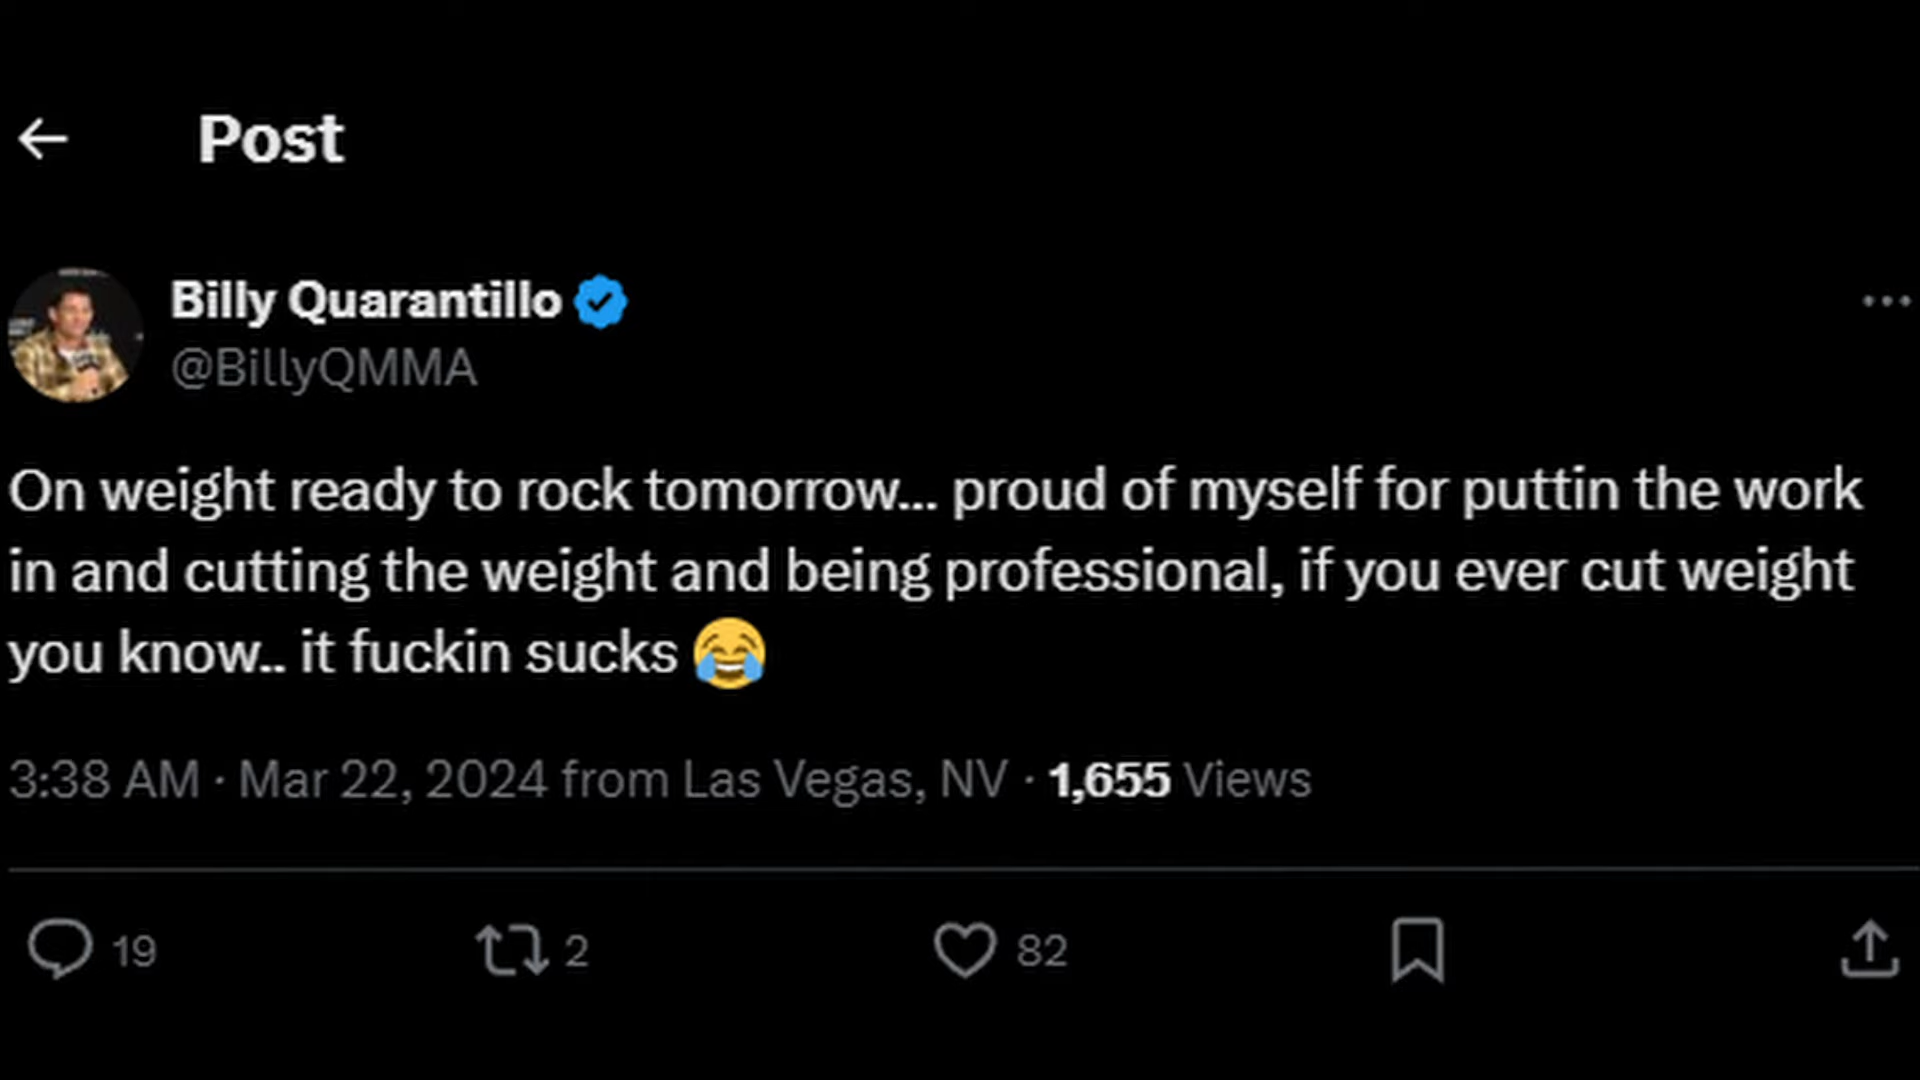 Post
Billy Quarantillo
@BillyQMMA
On weight ready to rock tomorrow... proud of myself for puttin the work
in and cutting the weight and being professional, if you ever cut weight
you know.. it fuckin sucks 😂
3:38 AM · Mar 22, 2024 from Las Vegas, NV · 1,655 Views
19 2 82